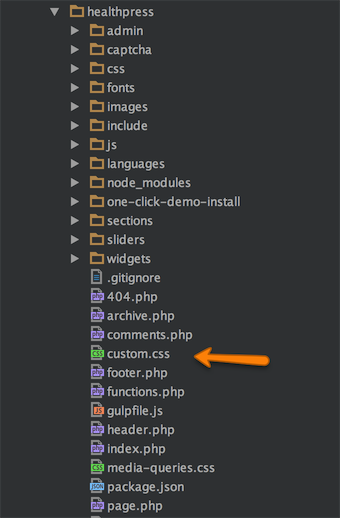 healthpress
admin
captcha
css
fonts
images
include
js
languages
node_modules
one-click-demo-install
sections
sliders
widgets
.gitignore
404.php
archive.php
comments.php
custom.css
footer.php
functions.php
gulpfile.js
header.php
index.php
media-queries.css
package.json
page.php